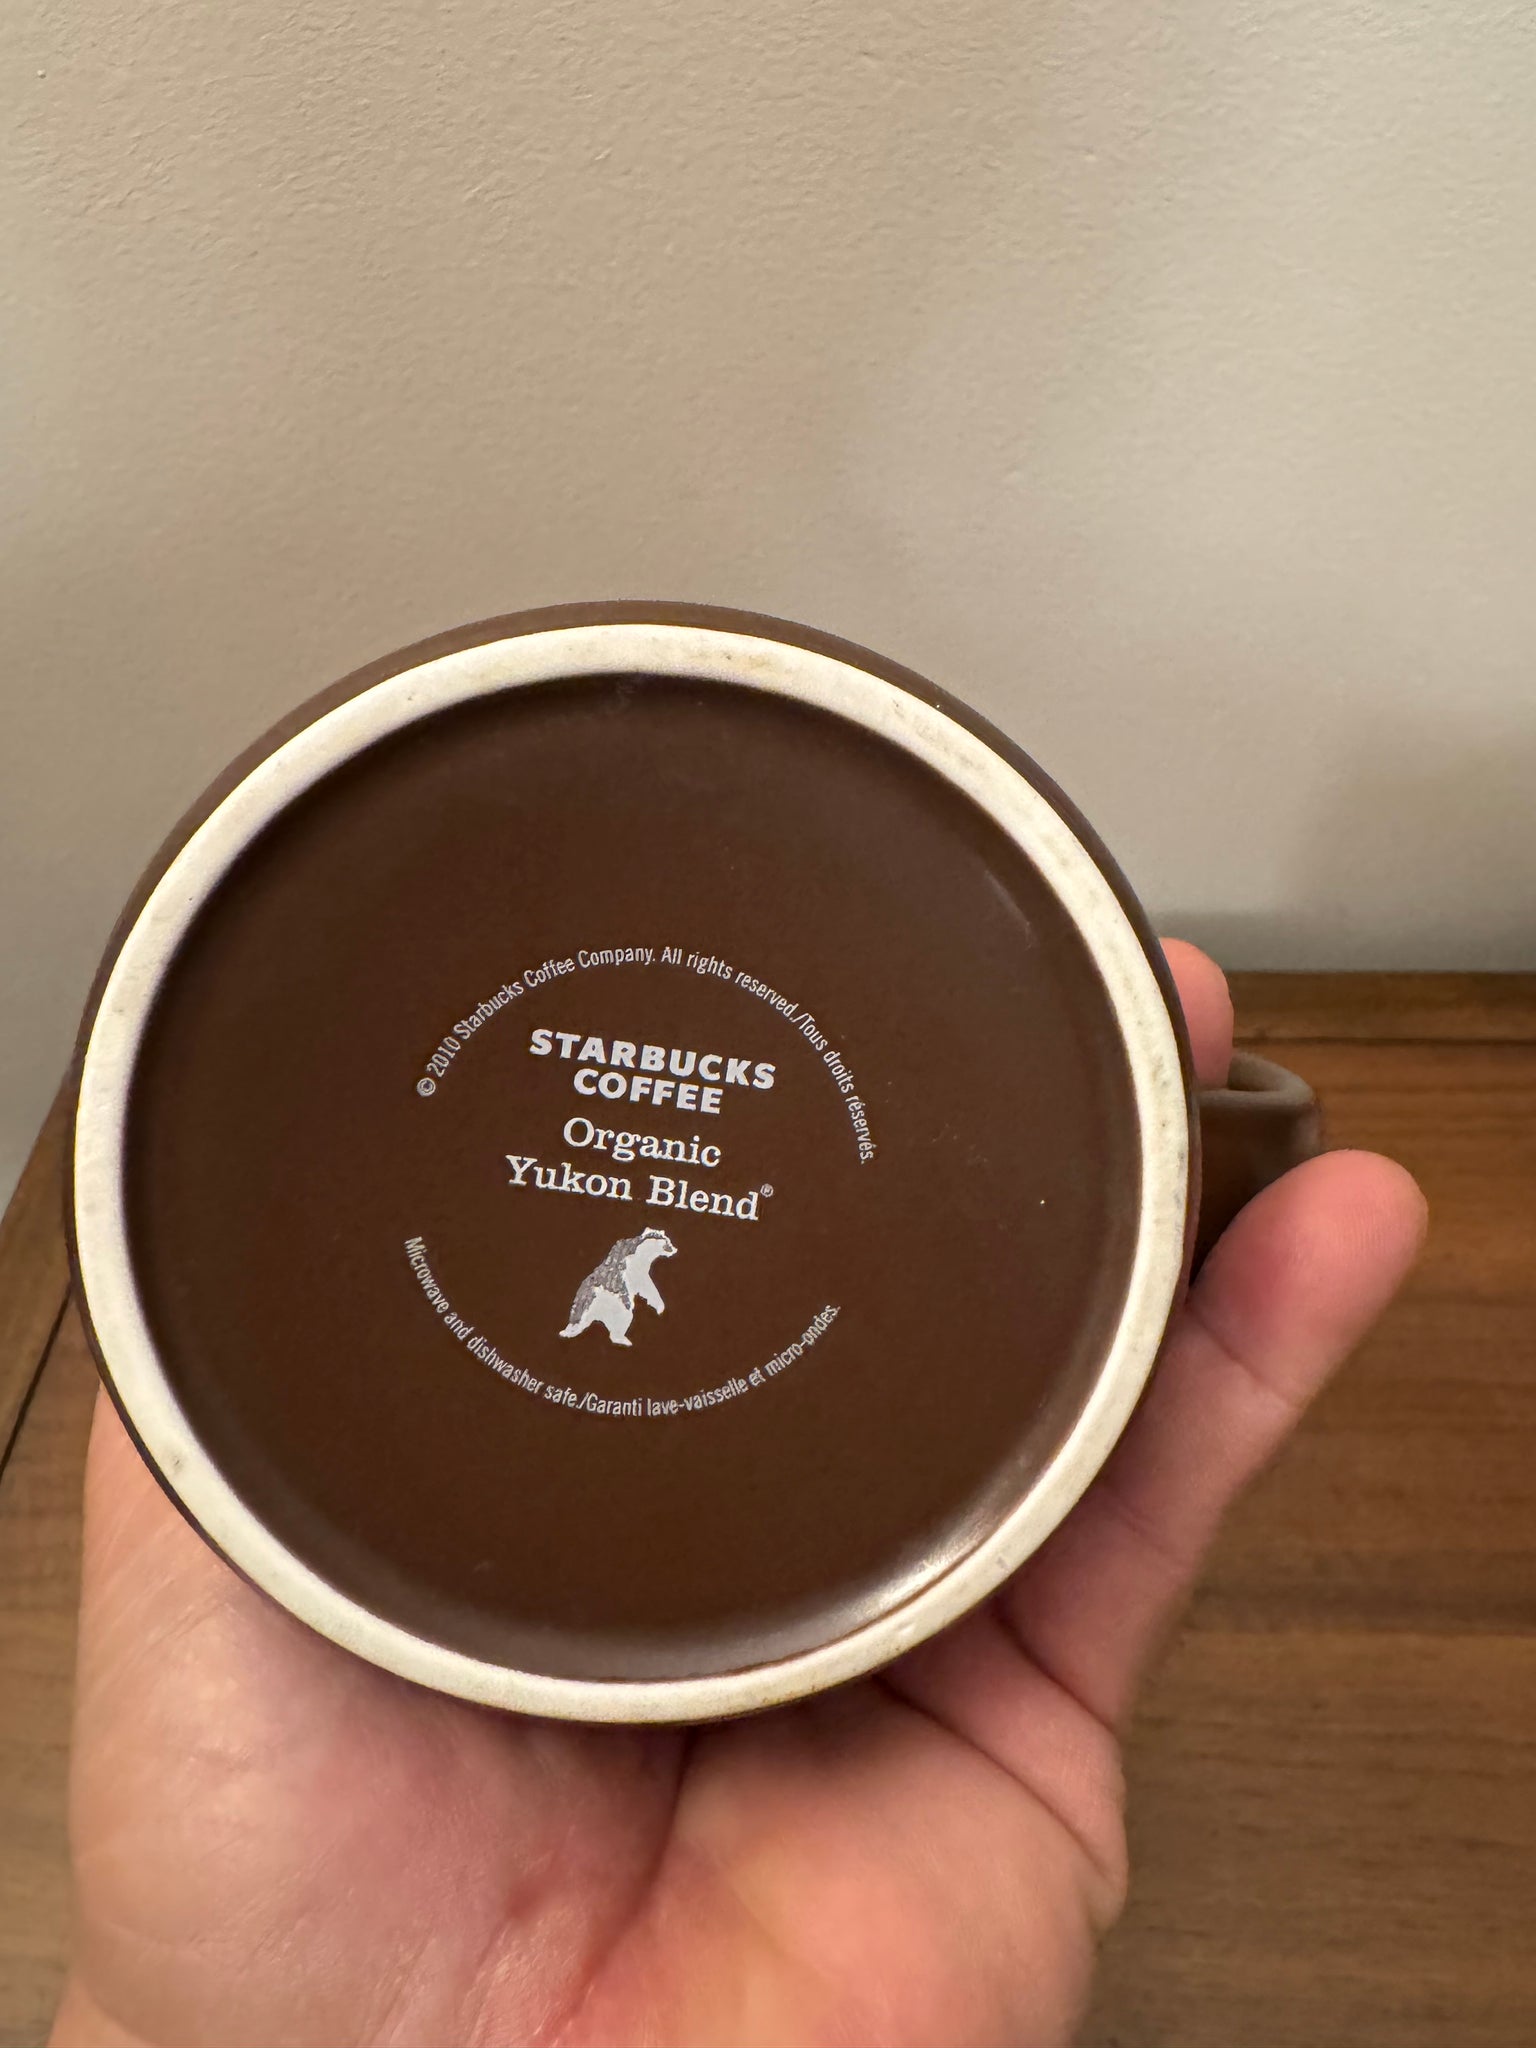 © 2010 Starbucks Coffee Company. All rights reserved./Tous droits réservés.
STARBUCKS
COFFEE
Organic
Yukon Blend®
Microwave and dishwasher safe./Garanti lave-vaisselle et micro-ondes.